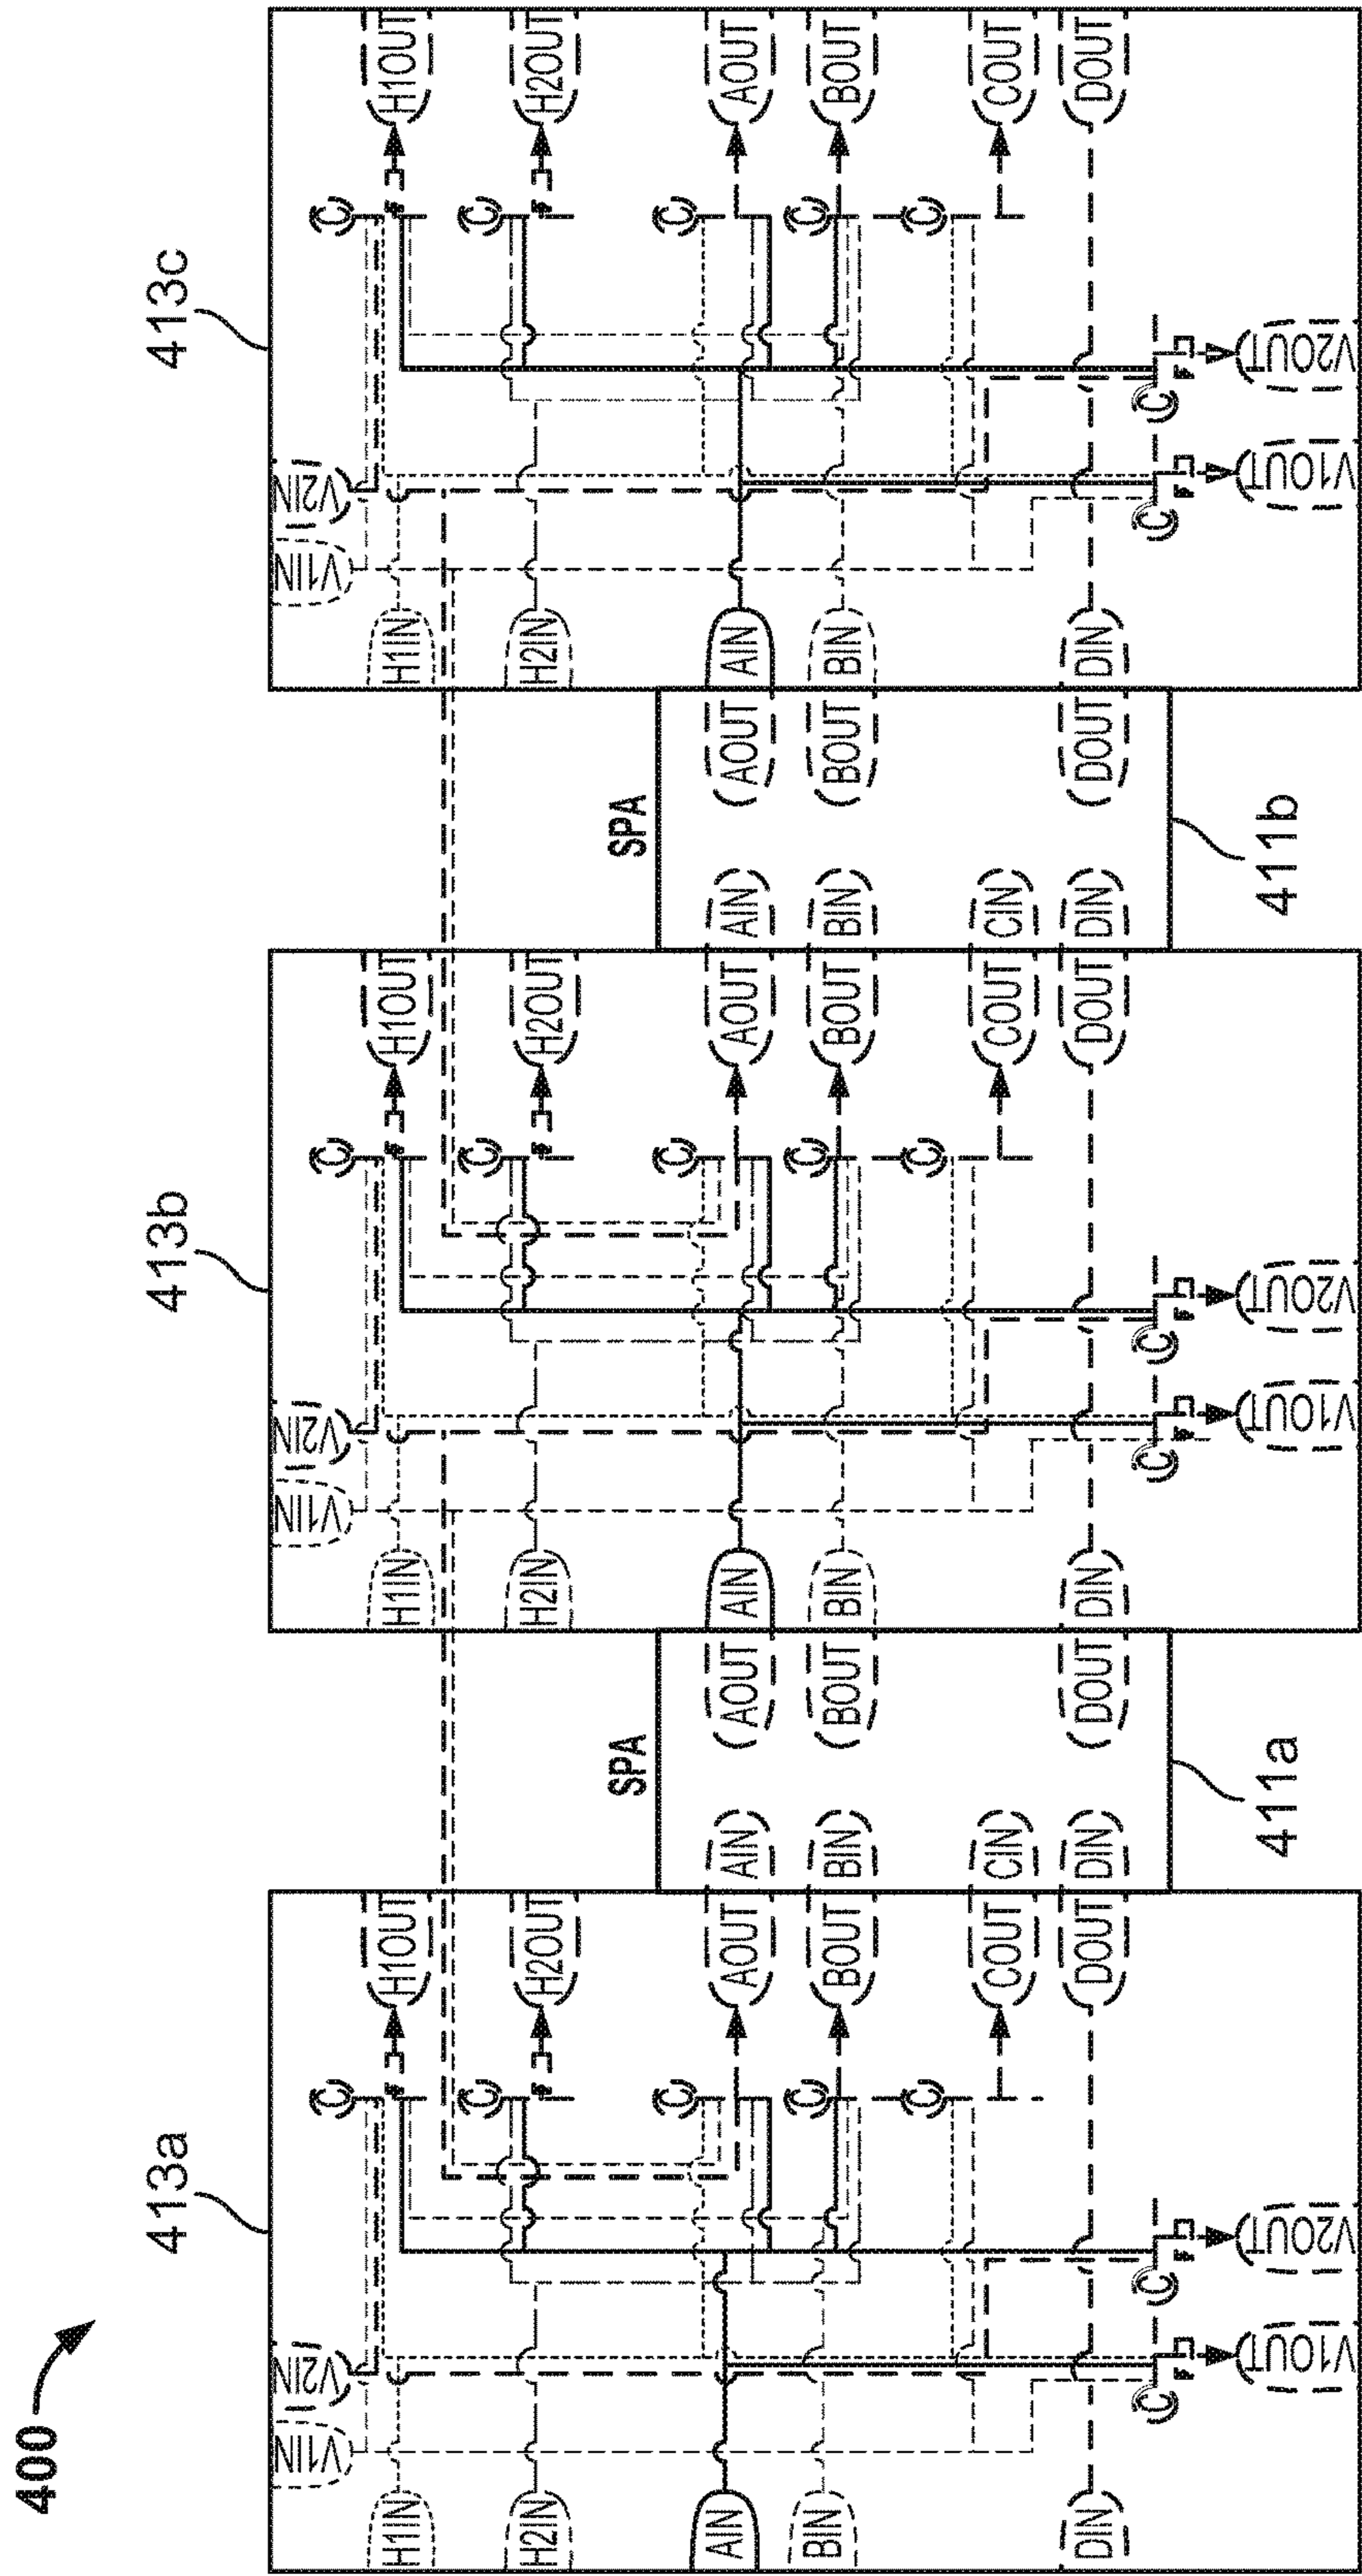 400
413a
V1IN V2IN
C
H1IN F H1OUT
C
H2IN F H2OUT
C
AIN AOUT
C
BIN BOUT
C
COUT
DIN DOUT
C C
F F
V1OUT V2OUT
SPA
AIN AOUT
BIN BOUT
CIN
DIN DOUT
411a
413b
V1IN V2IN
C
H1IN F H1OUT
C
H2IN F H2OUT
C
AIN AOUT
C
BIN BOUT
C
COUT
DIN DOUT
C C
F F
V1OUT V2OUT
SPA
AIN AOUT
BIN BOUT
CIN
DIN DOUT
411b
413c
V1IN V2IN
C
H1IN F H1OUT
C
H2IN F H2OUT
C
AIN AOUT
C
BIN BOUT
C
COUT
DIN DOUT
C C
F F
V1OUT V2OUT